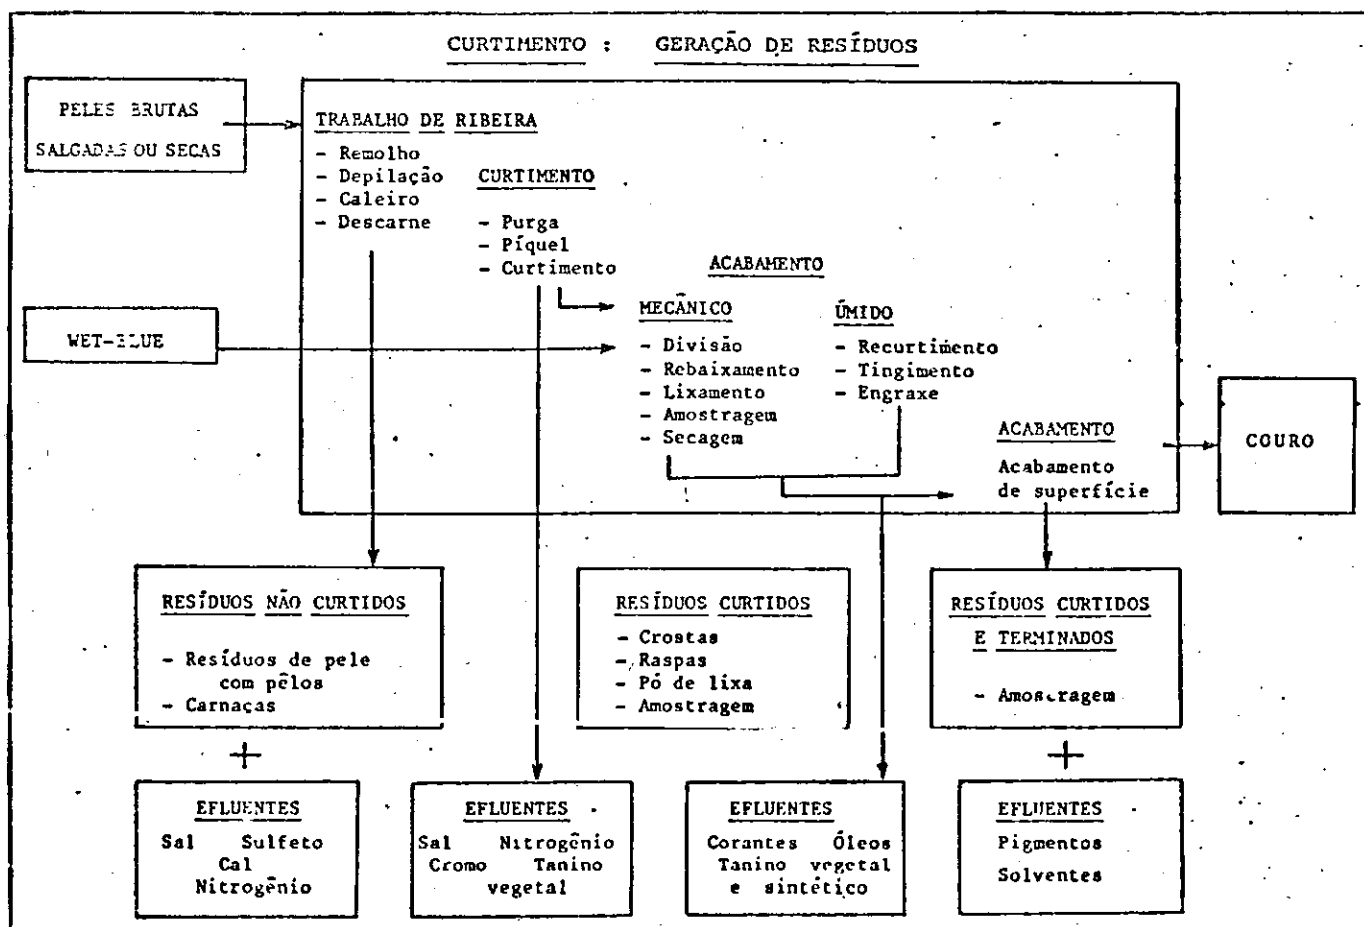 CURTIMENTO : GERAÇÃO DE RESÍDUOS
PELES BRUTAS
SALGADAS OU SECAS
TRABALHO DE RIBEIRA
- Remolho
- Depilação
- Caleiro
- Descarne
CURTIMENTO
- Purga
- Píquel
- Curtimento
ACABAMENTO
WET-BLUE
MECÂNICO
- Divisão
- Rebaixamento
- Lixamento
- Amostragem
- Secagem
ÚMIDO
- Recurtimento
- Tingimento
- Engraxe
ACABAMENTO
Acabamento
de superfície
COURO
RESÍDUOS NÃO CURTIDOS
- Resíduos de pele
com pêlos
- Carnaças
RESÍDUOS CURTIDOS
- Crostas
- Raspas
- Pó de lixa
- Amostragem
RESÍDUOS CURTIDOS
E TERMINADOS
- Amostragem
+
+
EFLUENTES
Sal Sulfeto
Cal
Nitrogênio
EFLUENTES
Sal Nitrogênio
Cromo Tanino
vegetal
EFLUENTES
Corantes Óleos
Tanino vegetal
e sintético
EFLUENTES
Pigmentos
Solventes